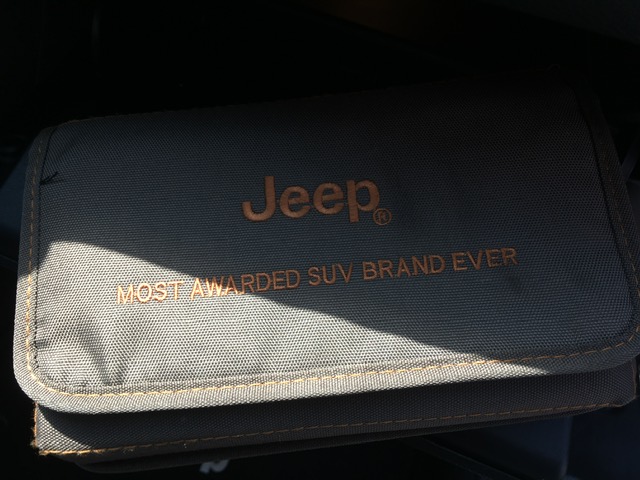 Jeep®
MOST AWARDED SUV BRAND EVER